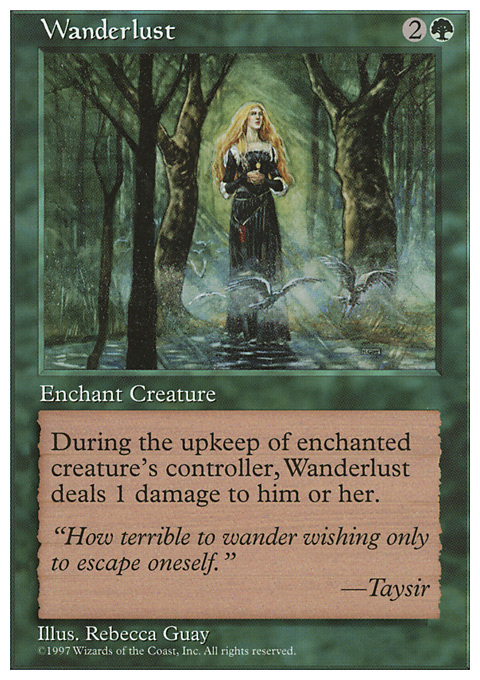 Wanderlust 2
Enchant Creature
During the upkeep of enchanted
creature's controller, Wanderlust
deals 1 damage to him or her.
"How terrible to wander wishing only
to escape oneself."
—Taysir
Illus. Rebecca Guay
©1997 Wizards of the Coast, Inc. All rights reserved.